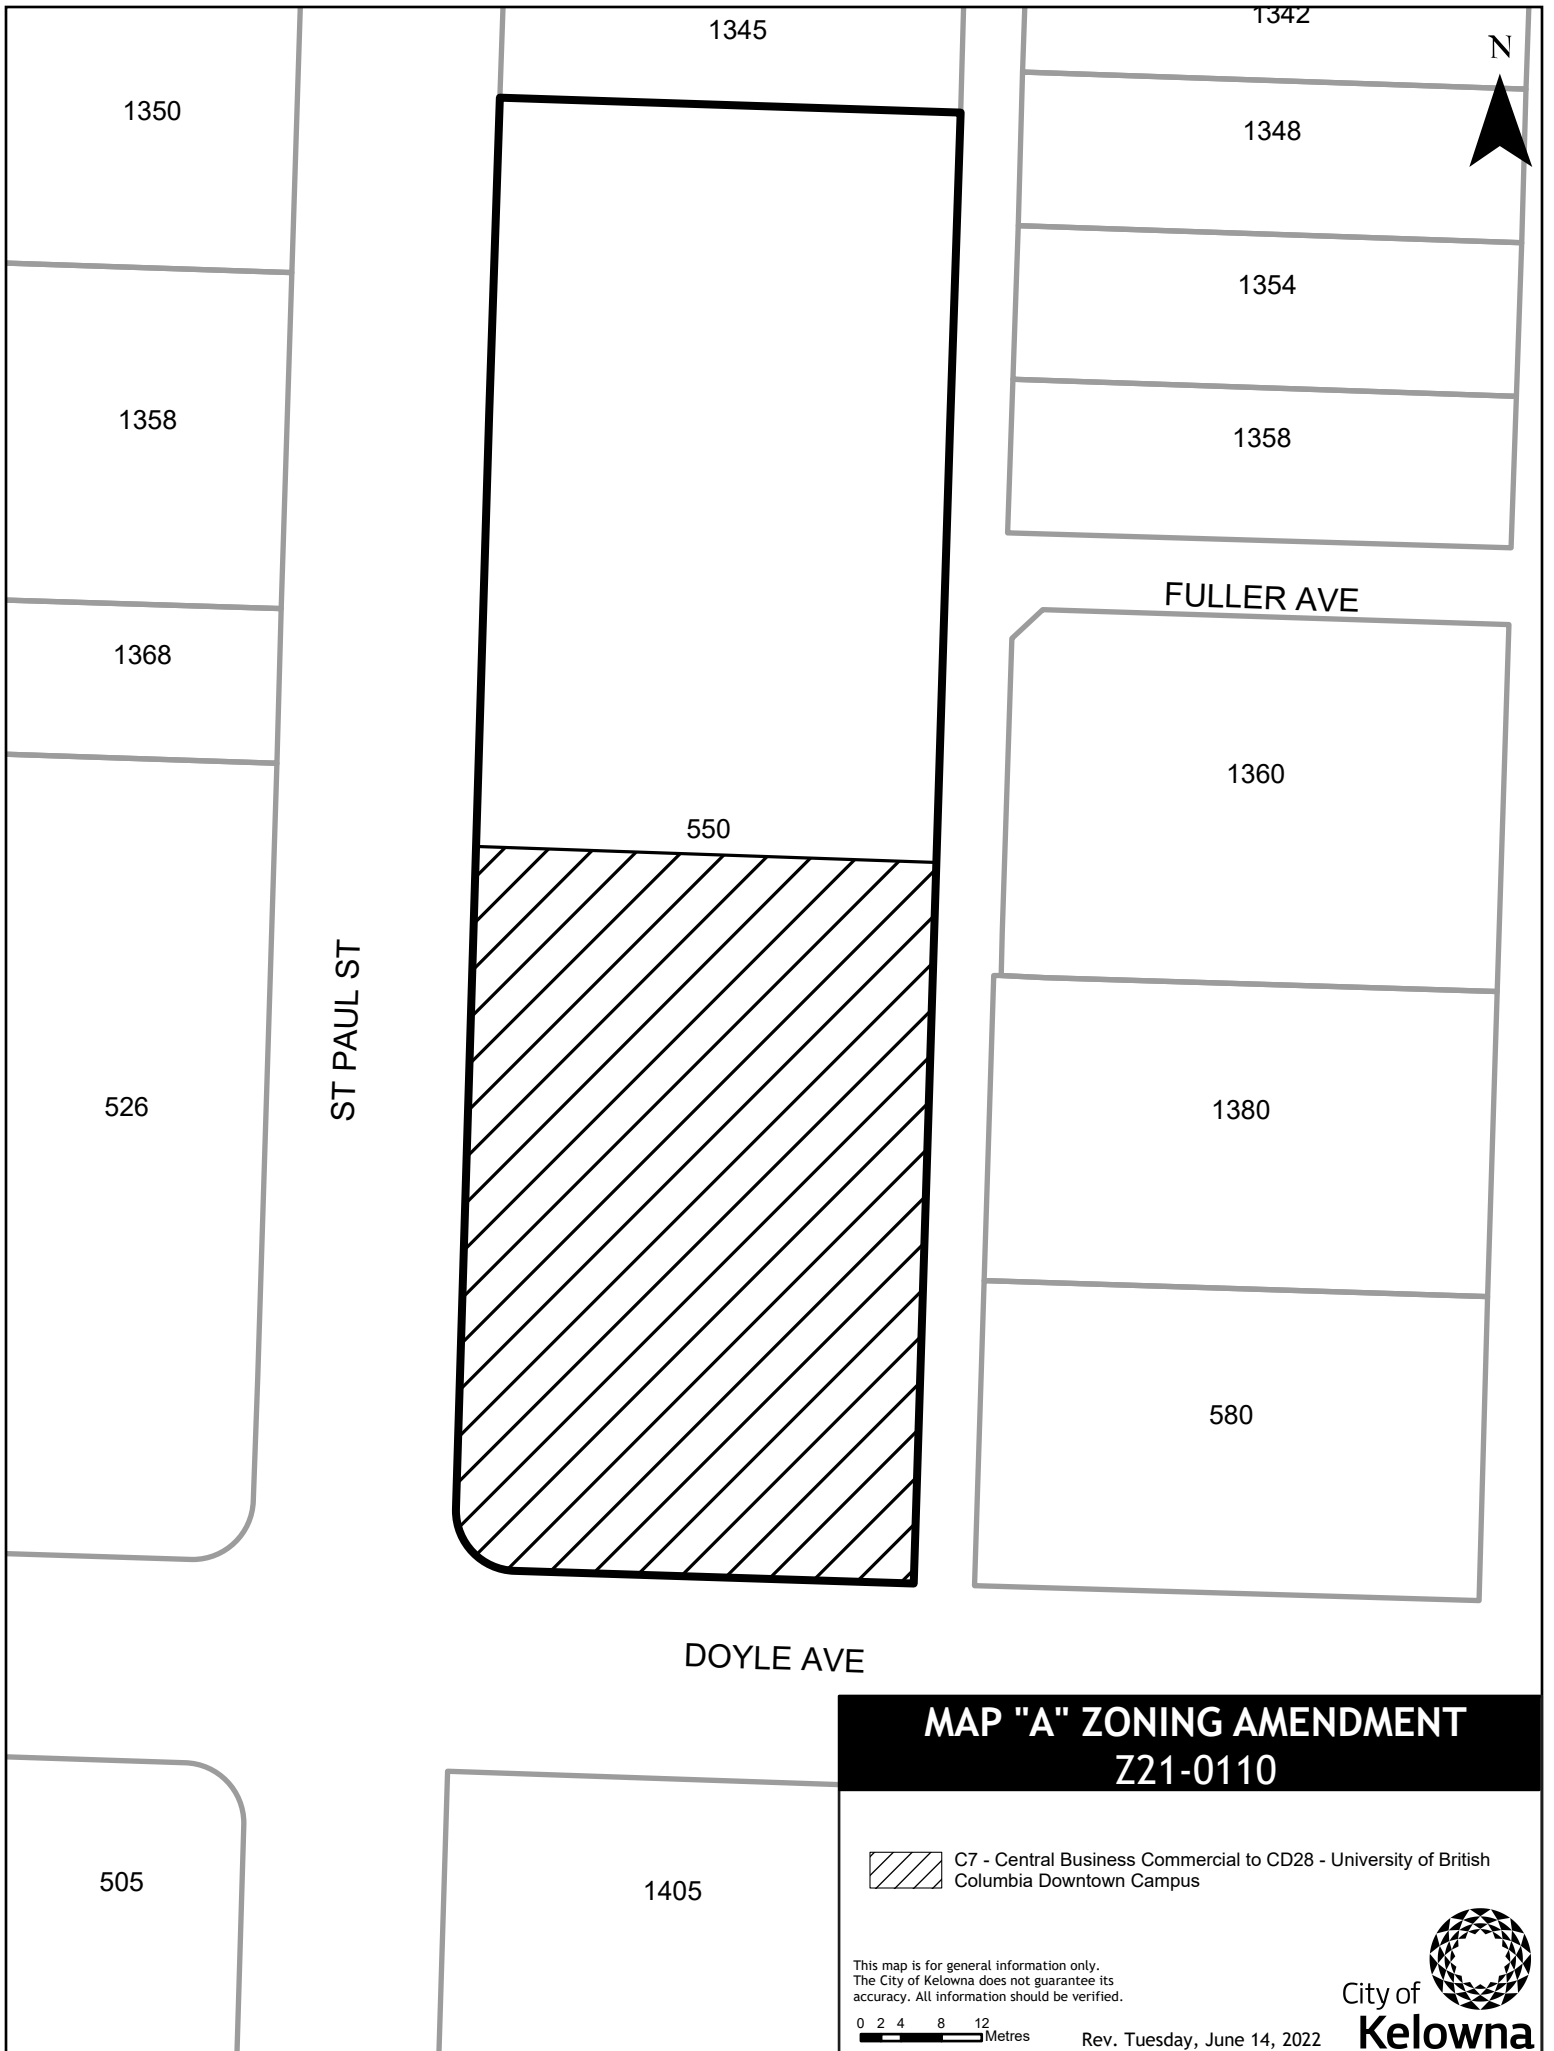 1345
1342
N
1350
1348
1354
1358
1358
FULLER AVE
1368
1360
550
ST PAUL ST
526
1380
580
DOYLE AVE
MAP "A" ZONING AMENDMENT
Z21-0110
C7 - Central Business Commercial to CD28 - University of British
Columbia Downtown Campus
505
1405
This map is for general information only.
The City of Kelowna does not guarantee its
accuracy. All information should be verified.
0 2 4 8 12
Metres
Rev. Tuesday, June 14, 2022
City of
Kelowna